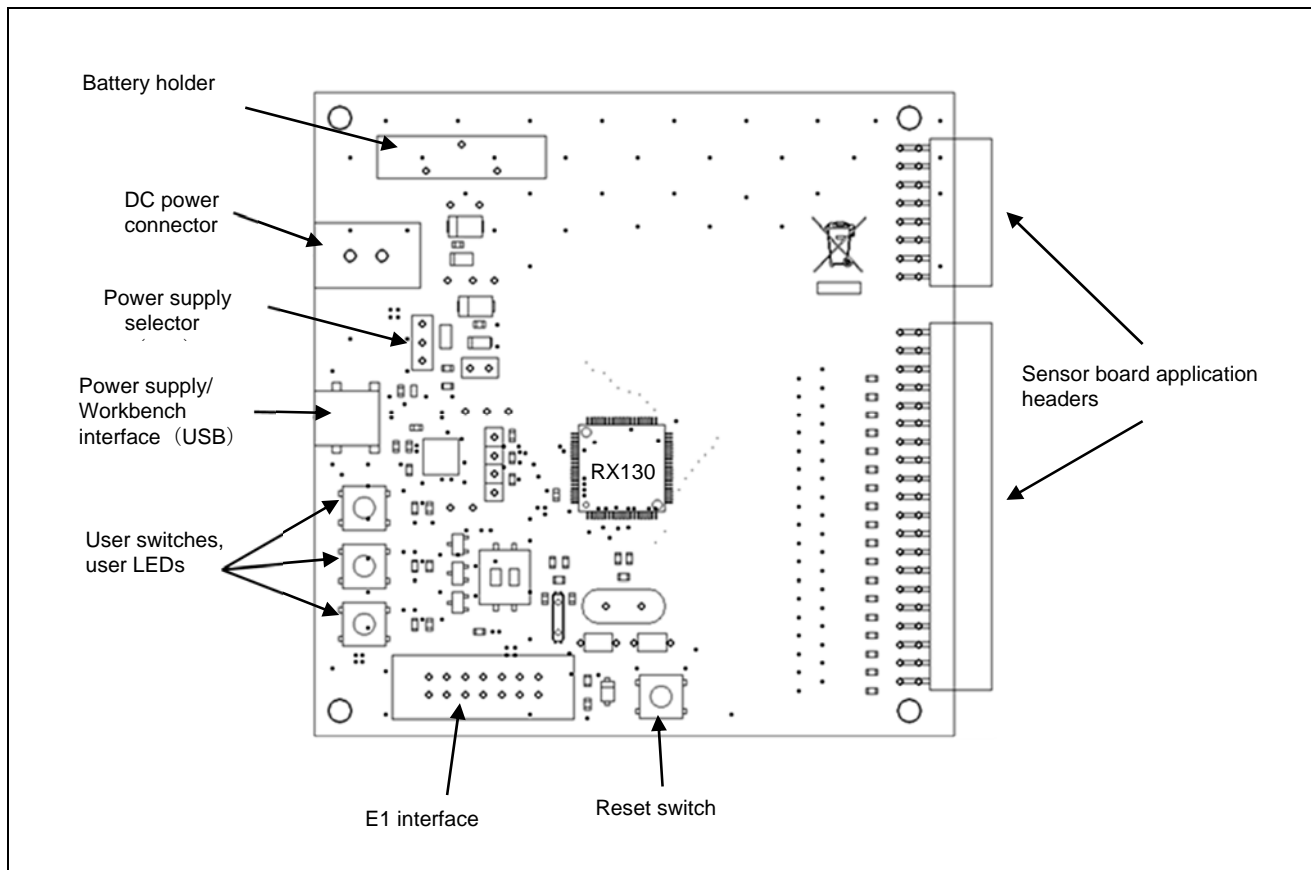 Battery holder
DC power
connector
Power supply
selector
Power supply/
Workbench
interface（USB）
User switches,
user LEDs
RX130
Sensor board application
headers
E1 interface
Reset switch